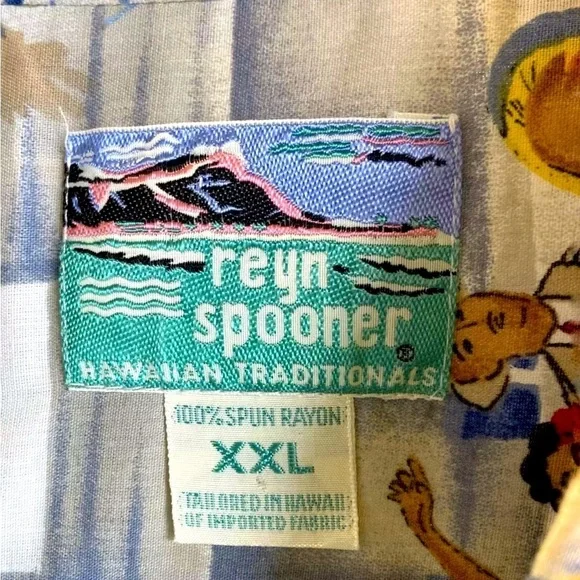 reyn
spooner®
HAWAIIAN TRADITIONALS
100% SPUN RAYON
XXL
TAILORED IN HAWAII
OF IMPORTED FABRIC